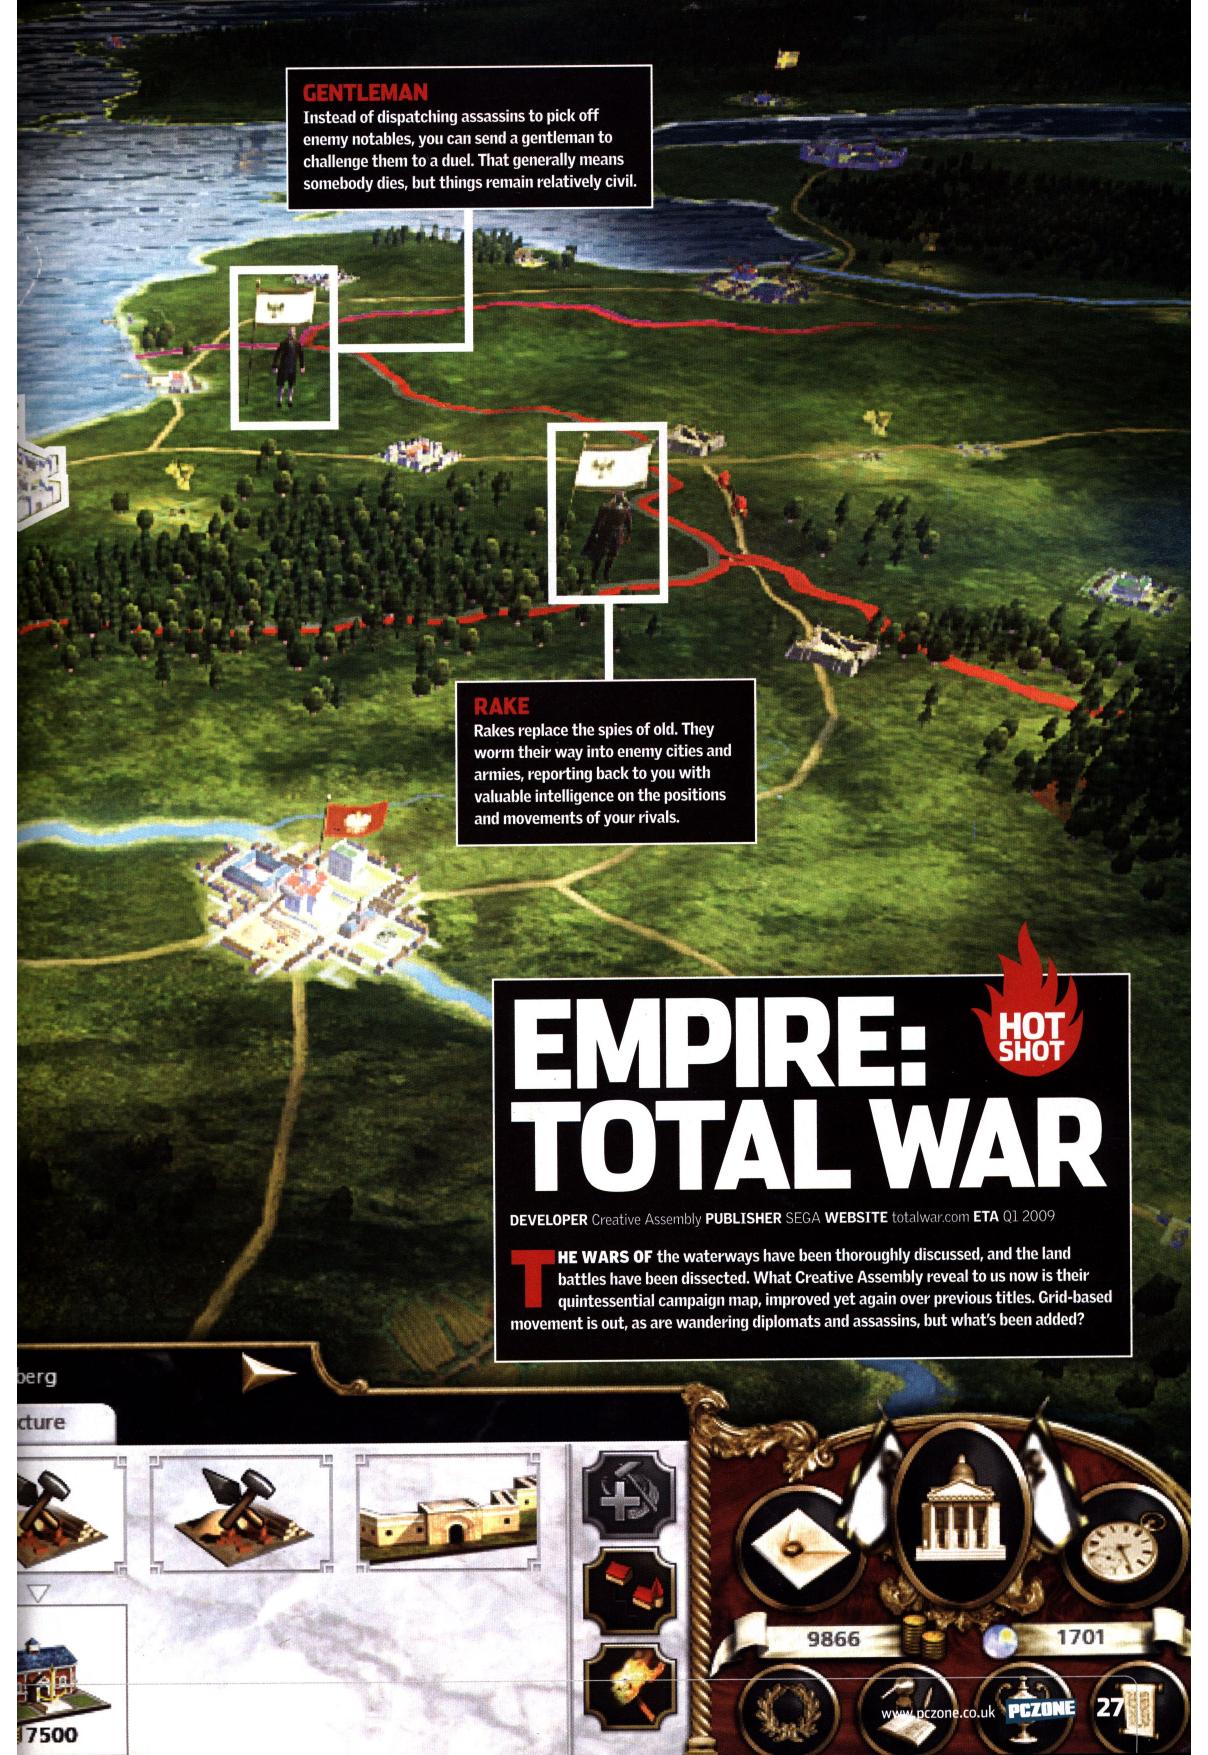 GENTLEMAN
Instead of dispatching assassins to pick off
enemy notables, you can send a gentleman to
challenge them to a duel. That generally means
somebody dies, but things remain relatively civil.
RAKE
Rakes replace the spies of old. They
worm their way into enemy cities and
armies, reporting back to you with
valuable intelligence on the positions
and movements of your rivals.
HOT
SHOT
EMPIRE:
TOTAL WAR
DEVELOPER Creative Assembly PUBLISHER SEGA WEBSITE totalwar.com ETA Q1 2009
THE WARS OF the waterways have been thoroughly discussed, and the land
battles have been dissected. What Creative Assembly reveal to us now is their
quintessential campaign map, improved yet again over previous titles. Grid-based
movement is out, as are wandering diplomats and assassins, but what's been added?
berg
cture
9866
1701
7500
www.pczone.co.uk PCZONE 27